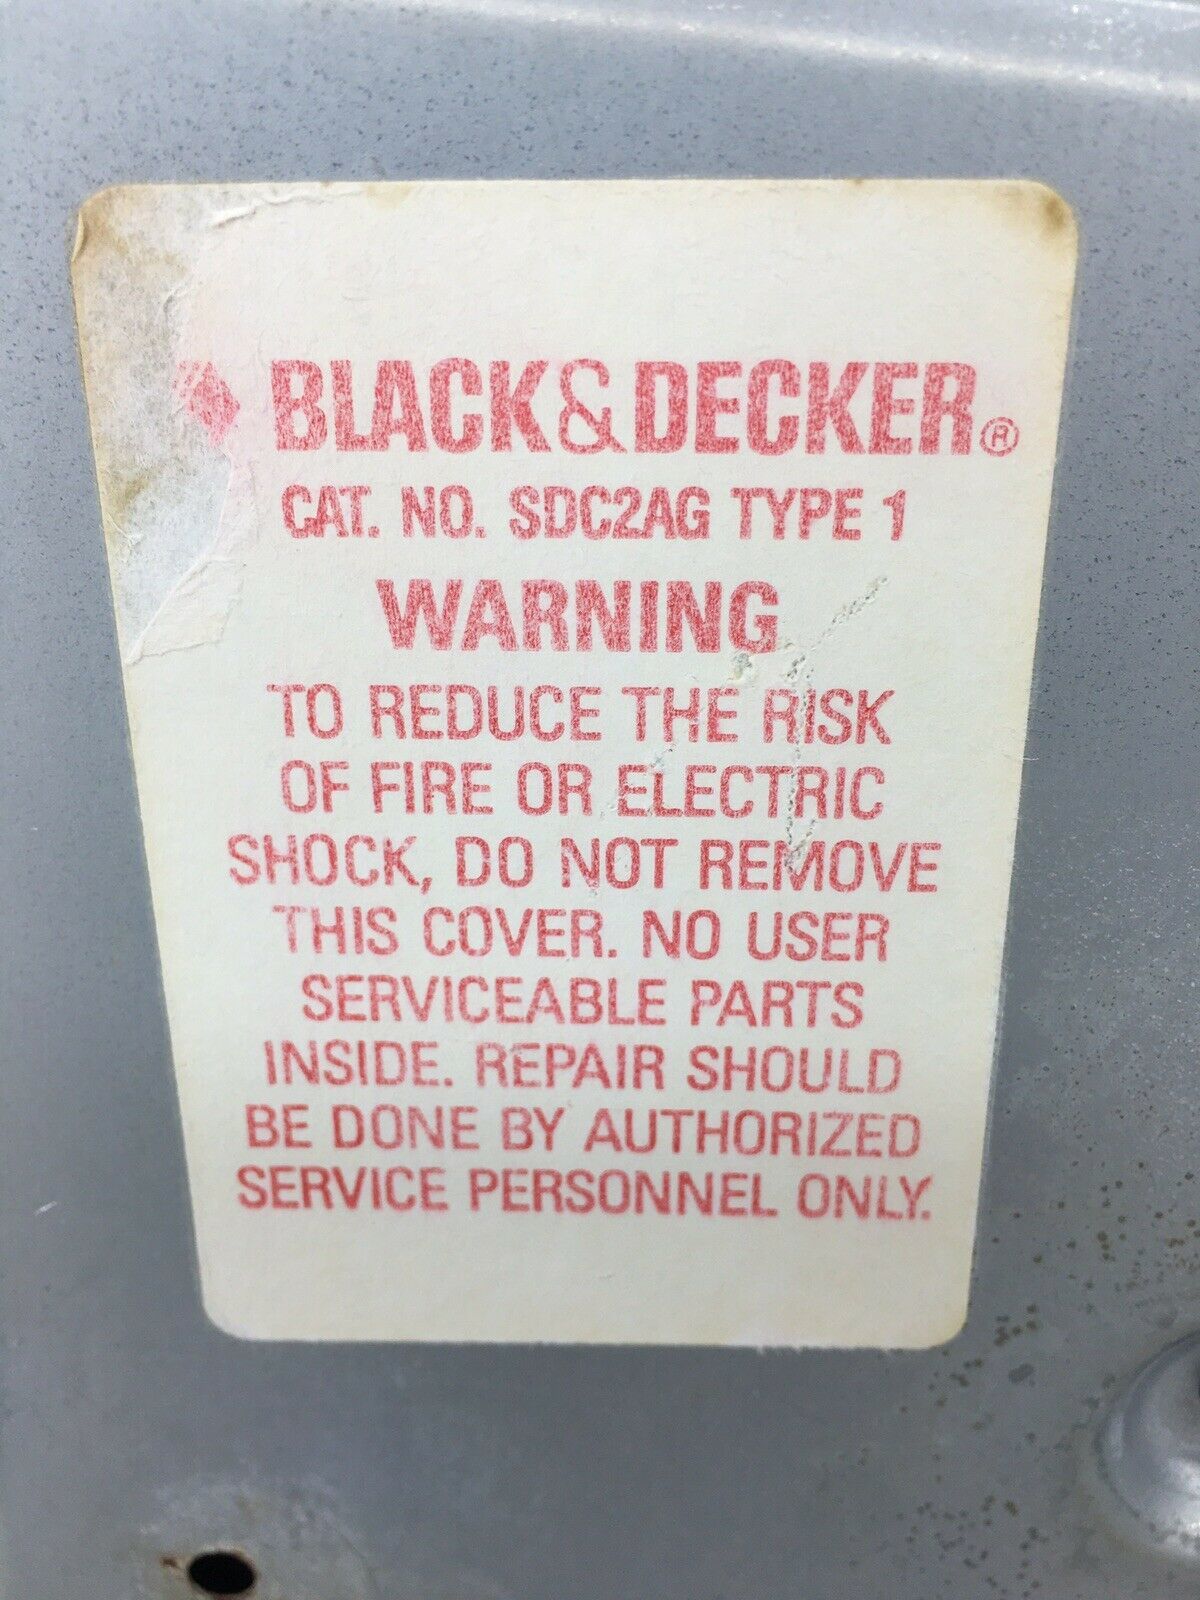 BLACK&DECKER®
CAT. NO. SDC2AG TYPE 1
WARNING
TO REDUCE THE RISK
OF FIRE OR ELECTRIC
SHOCK, DO NOT REMOVE
THIS COVER. NO USER
SERVICEABLE PARTS
INSIDE. REPAIR SHOULD
BE DONE BY AUTHORIZED
SERVICE PERSONNEL ONLY.